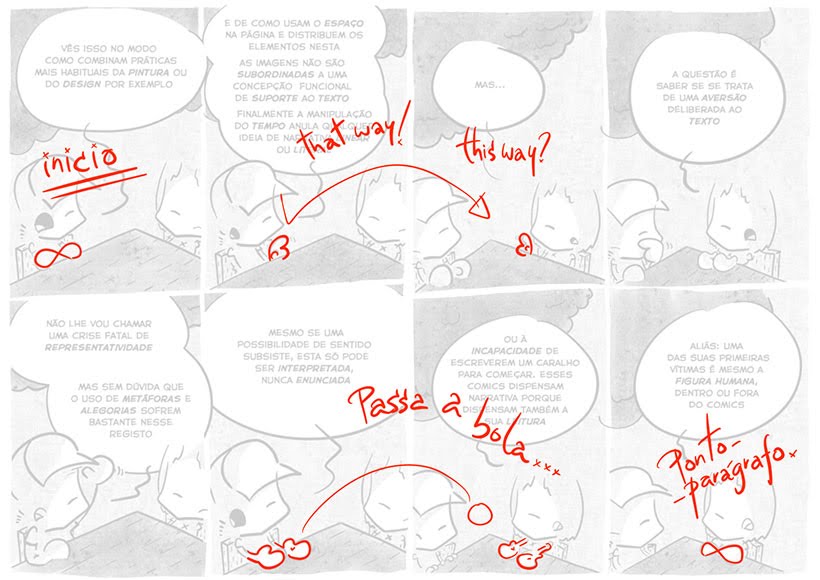 VÊS ISSO NO MODO
COMO COMBINAM PRÁTICAS
MAIS HABITUAIS DA PINTURA OU
DO DESIGN POR EXEMPLO
início
E DE COMO USAM O ESPAÇO
NA PÁGINA E DISTRIBUEM OS
ELEMENTOS NESTA
AS IMAGENS NÃO SÃO
SUBORDINADAS A UMA
CONCEPÇÃO FUNCIONAL
DE SUPORTE AO TEXTO
FINALMENTE A MANIPULAÇÃO
DO TEMPO ANULA QUALQUER
IDEIA DE
OU
that way!
MAS...
this way?
A QUESTÃO É
SABER SE SE TRATA
DE UMA AVERSÃO
DELIBERADA AO
TEXTO
NÃO LHE VOU CHAMAR
UMA CRISE FATAL DE
REPRESENTATIVIDADE
MAS SEM DÚVIDA QUE
O USO DE METÁFORAS E
ALEGORIAS SOFREM
BASTANTE NESSE
REGISTO
MESMO SE UMA
POSSIBILIDADE DE SENTIDO
SUBSISTE, ESTA SÓ PODE
SER INTERPRETADA,
NUNCA ENUNCIADA
Passa a
bola...
OU À
INCAPACIDADE DE
ESCREVEREM UM CARALHO
PARA COMEÇAR. ESSES
COMICS DISPENSAM
NARRATIVA PORQUE
DISPENSAM TAMBÉM A
SUA LEITURA
ALIÁS: UMA
DAS SUAS PRIMEIRAS
VÍTIMAS É MESMO A
FIGURA HUMANA,
DENTRO OU FORA
DO COMICS
Ponto-
-parágrafo.